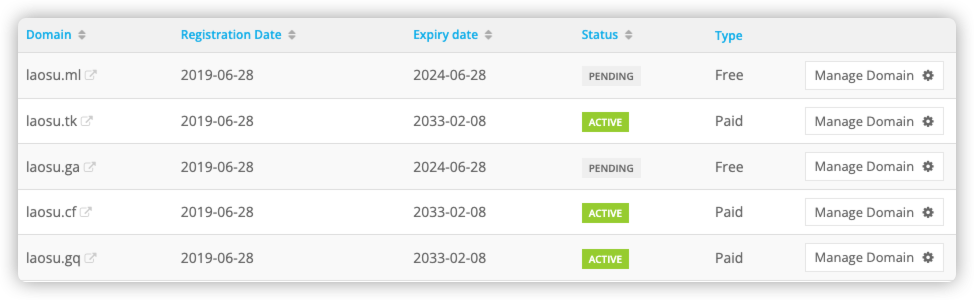 Domain Registration Date Expiry date Status Type
laosu.ml 2019-06-28 2024-06-28 PENDING Free Manage Domain
laosu.tk 2019-06-28 2033-02-08 ACTIVE Paid Manage Domain
laosu.ga 2019-06-28 2024-06-28 PENDING Free Manage Domain
laosu.cf 2019-06-28 2033-02-08 ACTIVE Paid Manage Domain
laosu.gq 2019-06-28 2033-02-08 ACTIVE Paid Manage Domain